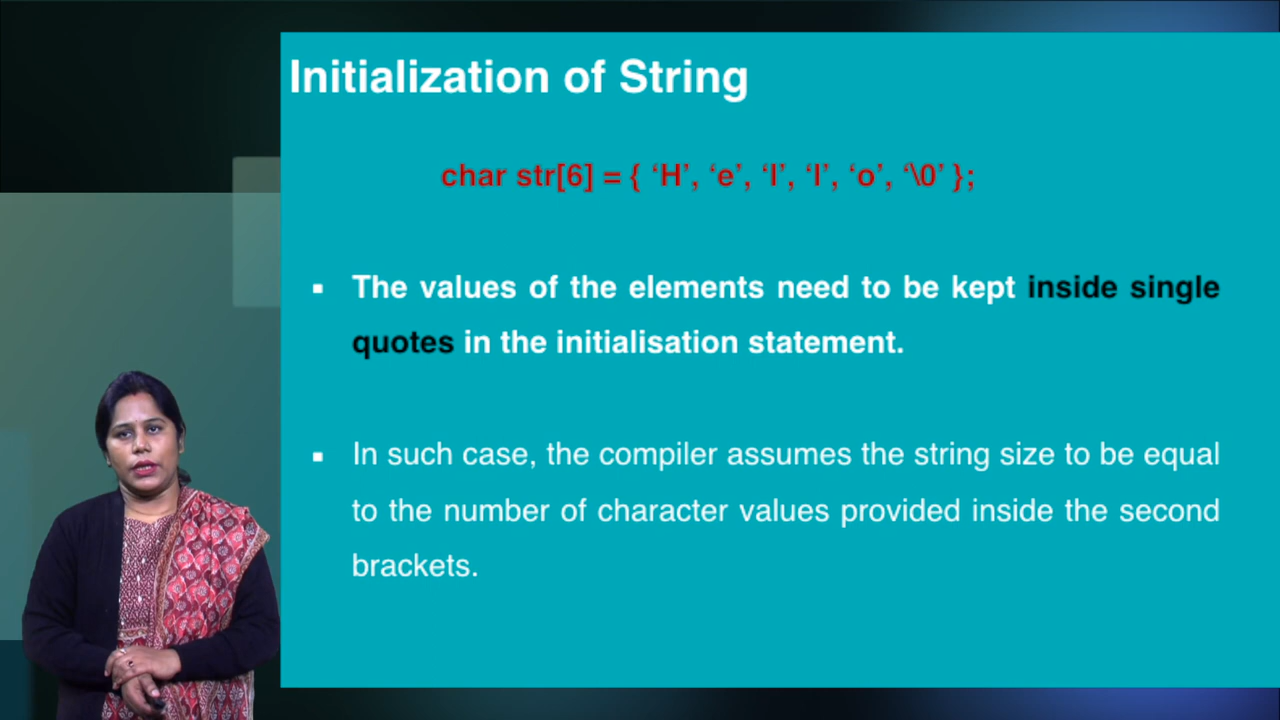 Initialization of String
char str[6] = { ‘H’, ‘e’, ‘l’, ‘l’, ‘o’, ‘\0’ };
▪ The values of the elements need to be kept inside single
quotes in the initialisation statement.
▪ In such case, the compiler assumes the string size to be equal
to the number of character values provided inside the second
brackets.